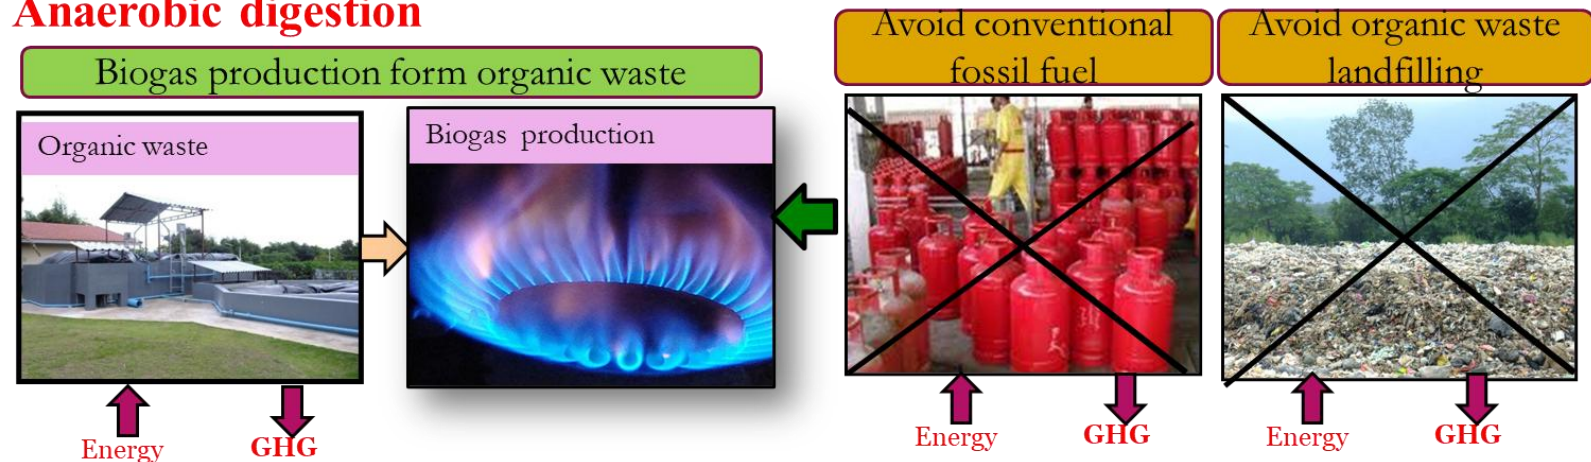 Anaerobic digestion
Biogas production form organic waste
Avoid conventional
fossil fuel
Avoid organic waste
landfilling
Organic waste
Biogas production
Energy
GHG
Energy
GHG
Energy
GHG